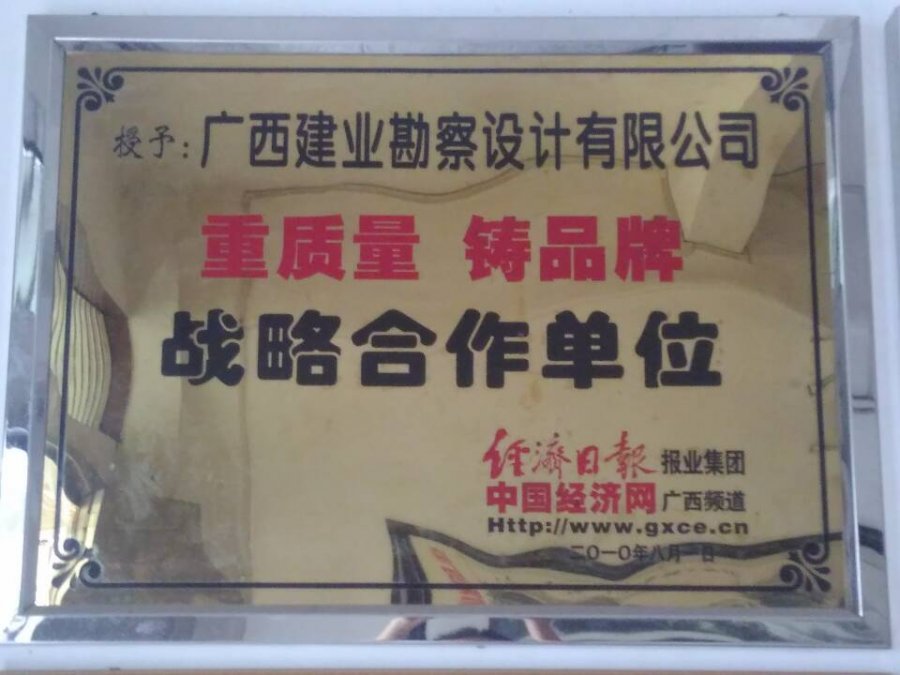 授予：广西建业勘察设计有限公司
重质量 铸品牌
战略合作单位
经濟日報 报业集团
中国经济网 广西频道
Http://www.gxce.cn
二〇一〇年八月一日